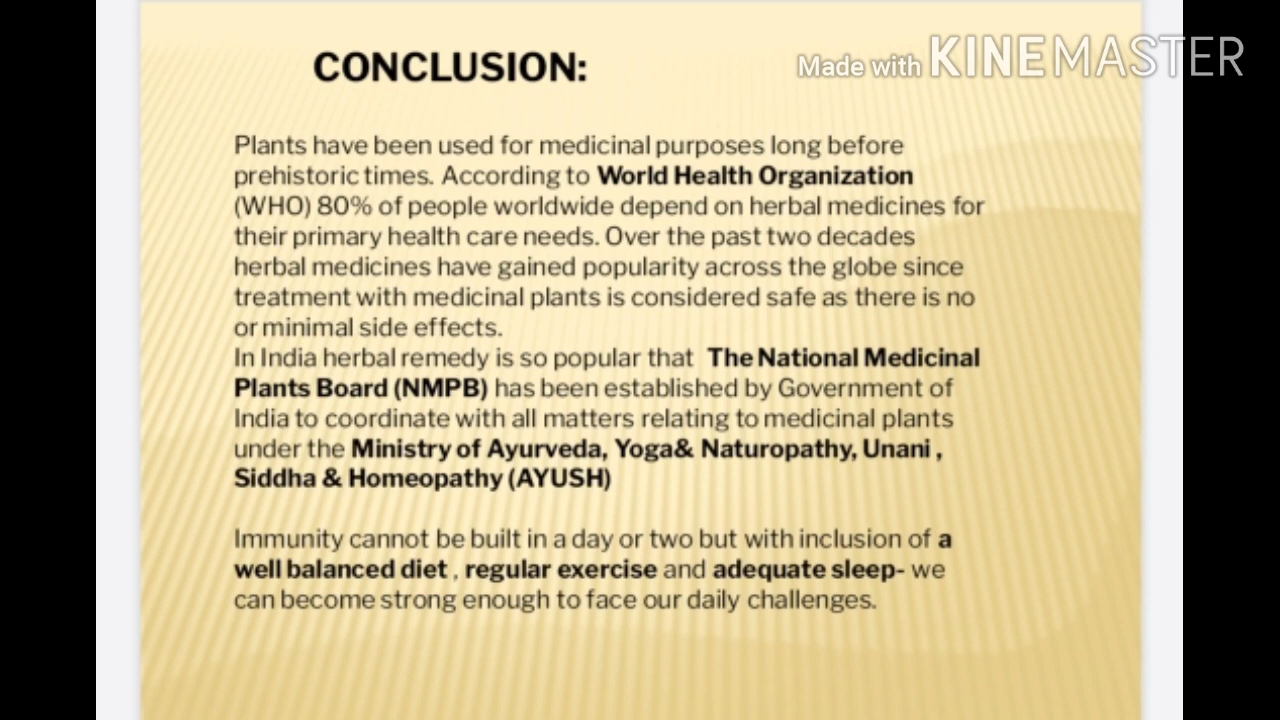 CONCLUSION:
Made with KINEMASTER
Plants have been used for medicinal purposes long before
prehistoric times. According to World Health Organization
(WHO) 80% of people worldwide depend on herbal medicines for
their primary health care needs. Over the past two decades
herbal medicines have gained popularity across the globe since
treatment with medicinal plants is considered safe as there is no
or minimal side effects.
In India herbal remedy is so popular that The National Medicinal
Plants Board (NMPB) has been established by Government of
India to coordinate with all matters relating to medicinal plants
under the Ministry of Ayurveda, Yoga& Naturopathy, Unani ,
Siddha & Homeopathy (AYUSH)
Immunity cannot be built in a day or two but with inclusion of a
well balanced diet , regular exercise and adequate sleep- we
can become strong enough to face our daily challenges.